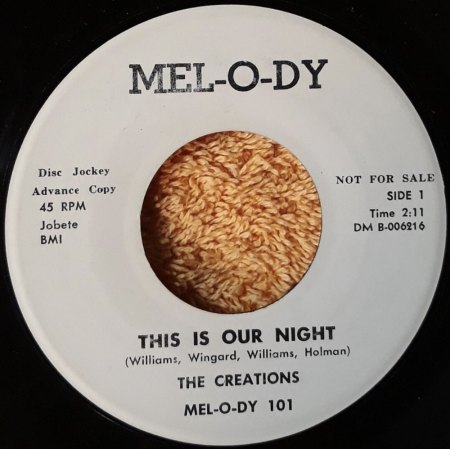 MEL-O-DY
Disc Jockey
Advance Copy
45 RPM
Jobete
BMI
NOT FOR SALE
SIDE 1
Time 2:11
DM B-006216
THIS IS OUR NIGHT
(Williams, Wingard, Williams, Holman)
THE CREATIONS
MEL-O-DY 101